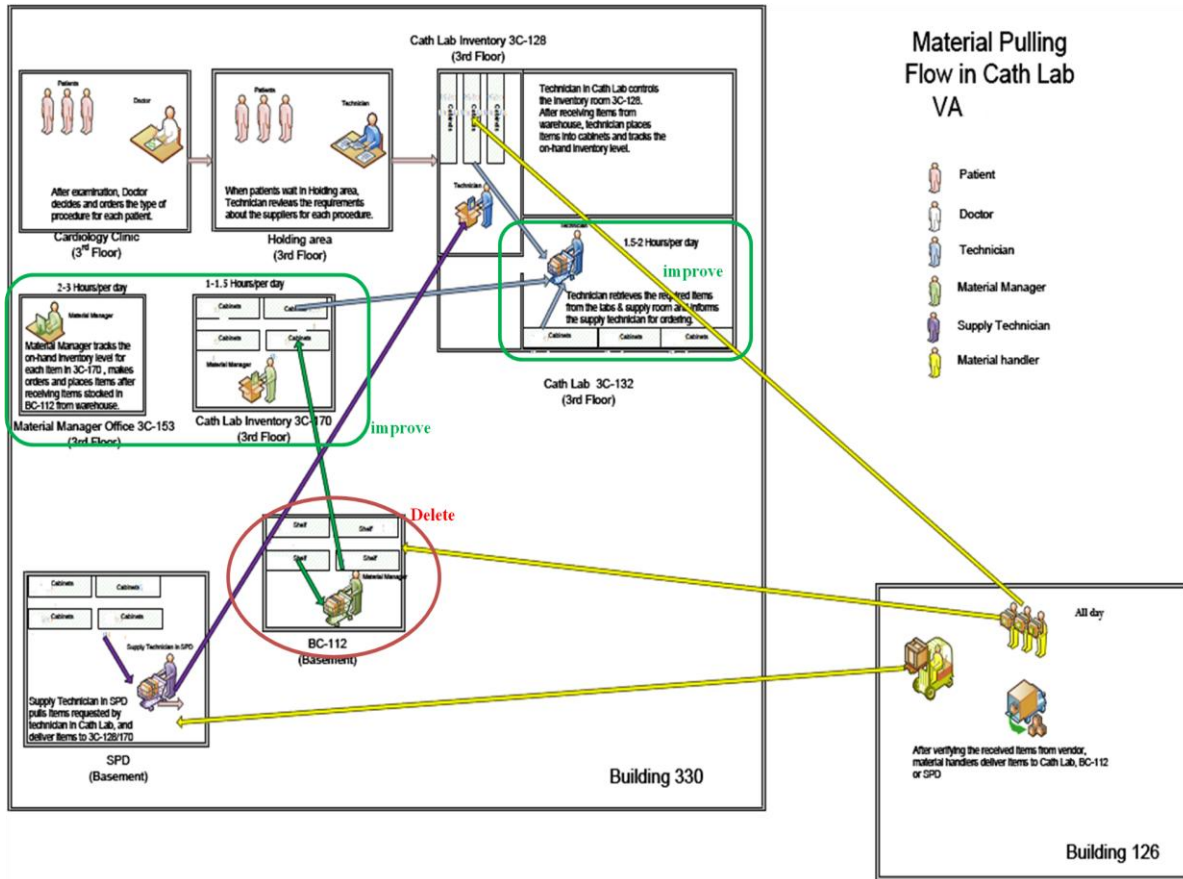 Material Pulling
Flow in Cath Lab
VA
Patient
Doctor
Technician
Material Manager
Supply Technician
Material handler
Cath Lab Inventory 3C-128
(3rd Floor)
Cabinets
Cabinets
Cabinets
Technician
Technician in Cath Lab controls
the inventory room 3C-128.
After receiving items from
warehouse, technician places
items into cabinets and tracks the
on-hand inventory level.
Patients
Doctor
After examination, Doctor
decides and orders the type of
procedure for each patient.
Cardiology Clinic
(3rd Floor)
Patients
Technician
When patients wait in Holding area,
Technician reviews the requirements
about the suppliers for each procedure.
Holding area
(3rd Floor)
Technician
1.5-2 Hours/per day
improve
Technician retrieves the required items
from the labs & supply room and informs
the supply technician for ordering.
Cabinets
Cabinets
Cabinets
Cath Lab 3C-132
(3rd Floor)
2-3 Hours/per day
Material Manager
Material Manager tracks the
on-hand inventory level for
each item in 3C-170 , makes
orders and places items after
receiving items stocked in
BC-112 from warehouse.
Material Manager Office 3C-153
(3rd Floor)
1-1.5 Hours/per day
Cabinets
Cabinets
Cabinets
Cabinets
Material Manager
Cath Lab Inventory 3C-170
(3rd Floor)
improve
Delete
Shelf
Shelf
Shelf
Shelf
Material Manager
BC-112
(Basement)
Cabinets
Cabinets
Cabinets
Cabinets
Supply Technician in SPD
Supply Technician in SPD
pulls items requested by
technician in Cath Lab, and
deliver items to 3C-128/170
SPD
(Basement)
Building 330
All day
After verifying the received items from vendor,
material handlers deliver items to Cath Lab, BC-112
or SPD
Building 126